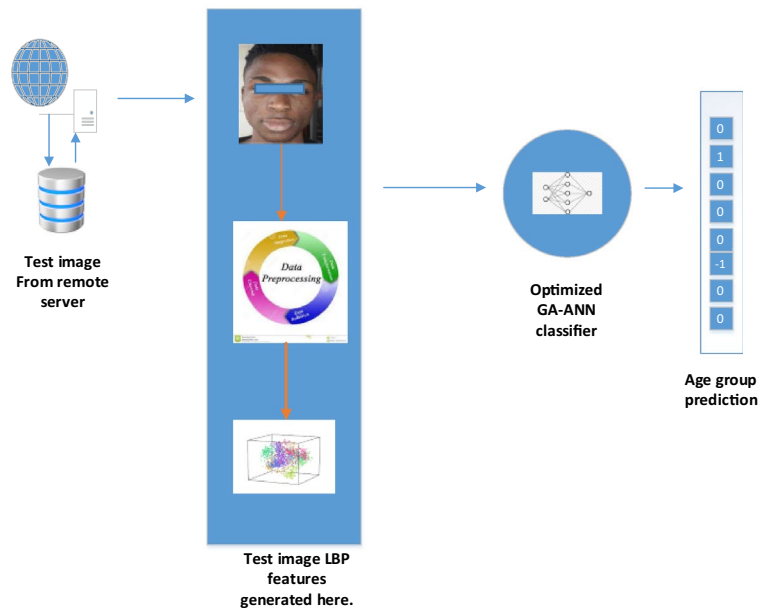 Data
Preprocessing
Test image
From remote
server
Test image LBP
features
generated here.
Optimized
GA-ANN
classifier
0
1
0
0
0
-1
0
0
Age group
prediction